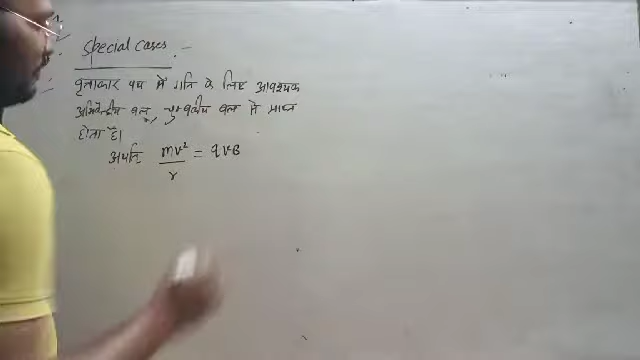 Special Cases
वृत्ताकार पथ में गति के लिए आवश्यक
अभिकेन्द्रीय बल, चुम्बकीय बल से प्राप्त
होता है।
अर्थात mv²/r = qvB